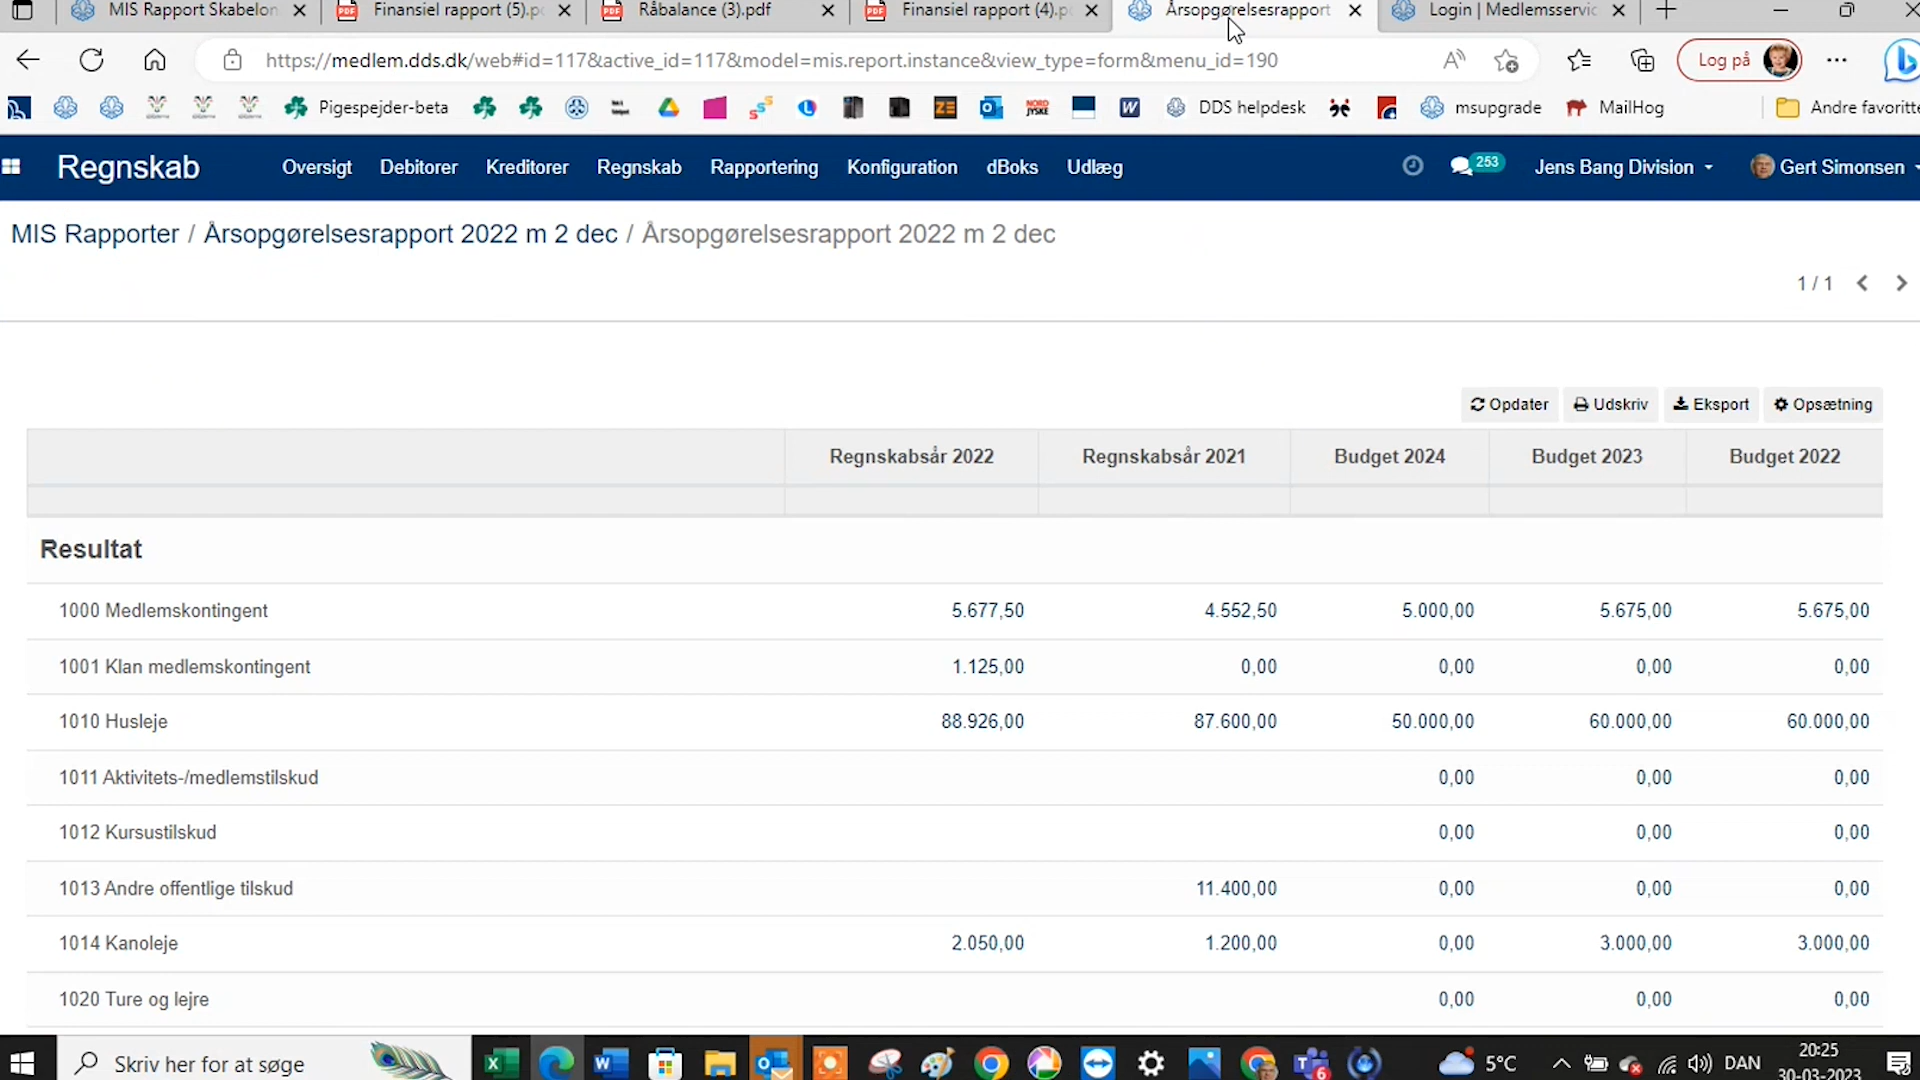 MIS Rapport Skabelon
Finansiel rapport (5).p
Råbalance (3).pdf
Finansiel rapport (4).p
Årsopgørelsesrapport
Login | Medlemsservic
https://medlem.dds.dk/web#id=117&active_id=117&model=mis.report.instance&view_type=form&menu_id=190
Log på
Pigespejder-beta
DDS helpdesk
msupgrade
MailHog
Andre favoritte
Regnskab
Oversigt Debitorer Kreditorer Regnskab Rapportering Konfiguration dBoks Udlæg
253
Jens Bang Division
Gert Simonsen
MIS Rapporter / Årsopgørelsesrapport 2022 m 2 dec / Årsopgørelsesrapport 2022 m 2 dec
1 / 1
Opdater Udskriv Eksport Opsætning
Regnskabsår 2022 Regnskabsår 2021 Budget 2024 Budget 2023 Budget 2022
Resultat
1000 Medlemskontingent 5.677,50 4.552,50 5.000,00 5.675,00 5.675,00
1001 Klan medlemskontingent 1.125,00 0,00 0,00 0,00 0,00
1010 Husleje 88.926,00 87.600,00 50.000,00 60.000,00 60.000,00
1011 Aktivitets-/medlemstilskud 0,00 0,00 0,00
1012 Kursustilskud 0,00 0,00 0,00
1013 Andre offentlige tilskud 11.400,00 0,00 0,00 0,00
1014 Kanoleje 2.050,00 1.200,00 0,00 3.000,00 3.000,00
1020 Ture og lejre 0,00 0,00 0,00
Skriv her for at søge
5°C
DAN
20:25
30-03-2023